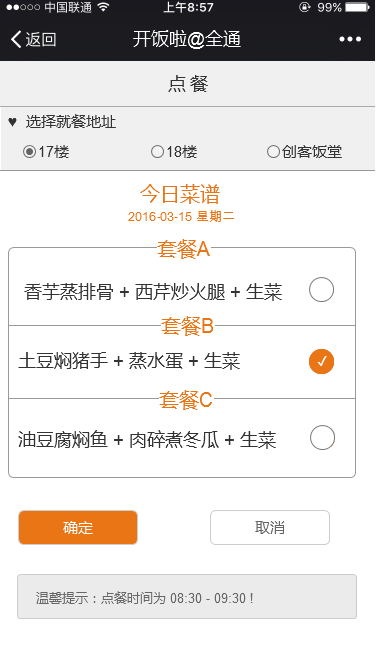 中国联通 上午8:57 99%
返回 开饭啦@全通
点 餐
♥ 选择就餐地址
17楼 18楼 创客饭堂
今日菜谱
2016-03-15 星期二
套餐A
香芋蒸排骨 + 西芹炒火腿 + 生菜
套餐B
土豆焖猪手 + 蒸水蛋 + 生菜
套餐C
油豆腐焖鱼 + 肉碎煮冬瓜 + 生菜
确定 取消
温馨提示：点餐时间为 08:30 - 09:30！